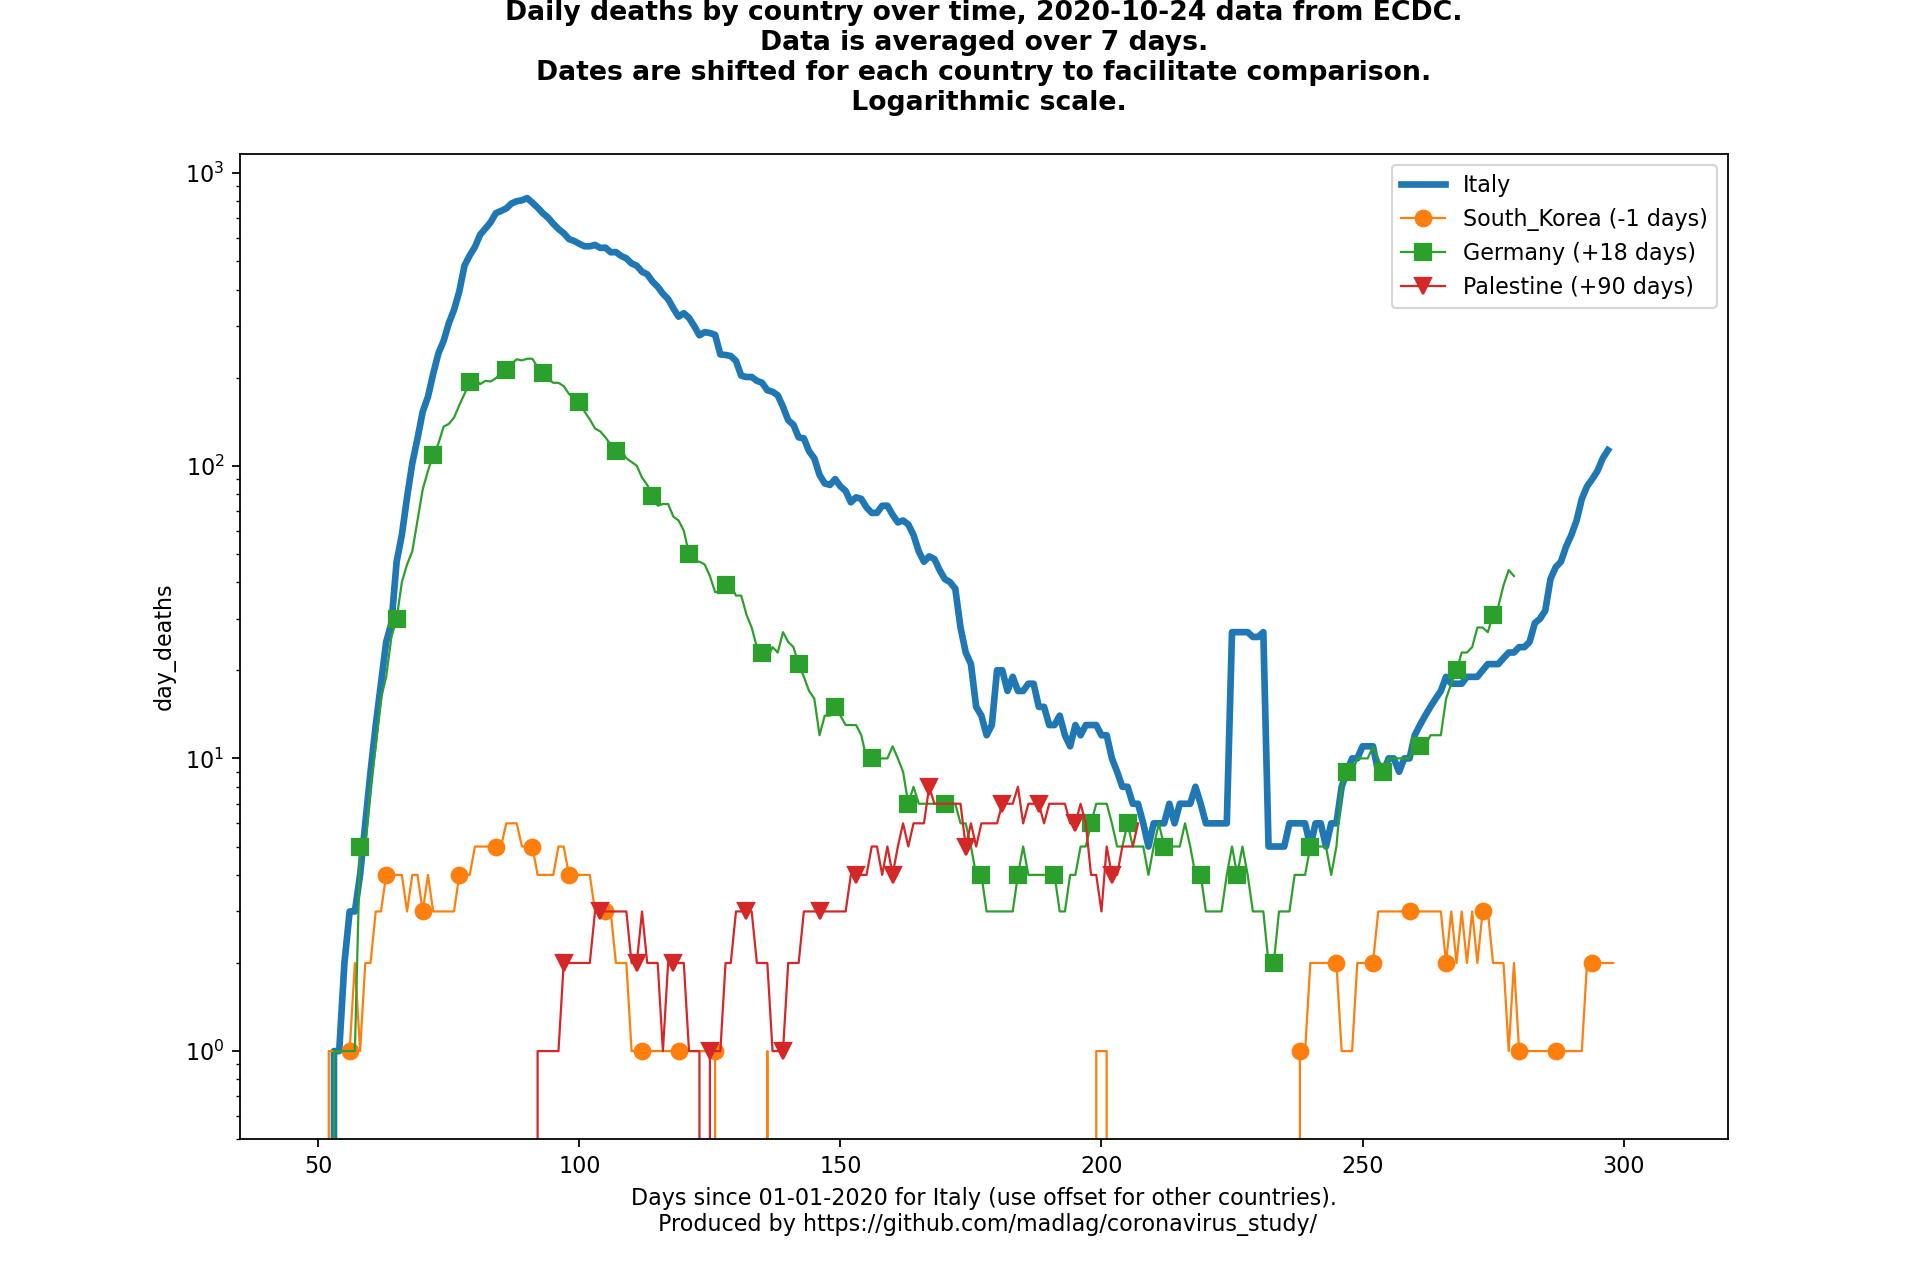 Daily deaths by country over time, 2020-10-24 data from ECDC.
Data is averaged over 7 days.
Dates are shifted for each country to facilitate comparison.
Logarithmic scale.
10³
10²
10¹
10⁰
day_deaths
Italy
South_Korea (-1 days)
Germany (+18 days)
Palestine (+90 days)
50
100
150
200
250
300
Days since 01-01-2020 for Italy (use offset for other countries).
Produced by https://github.com/madlag/coronavirus_study/